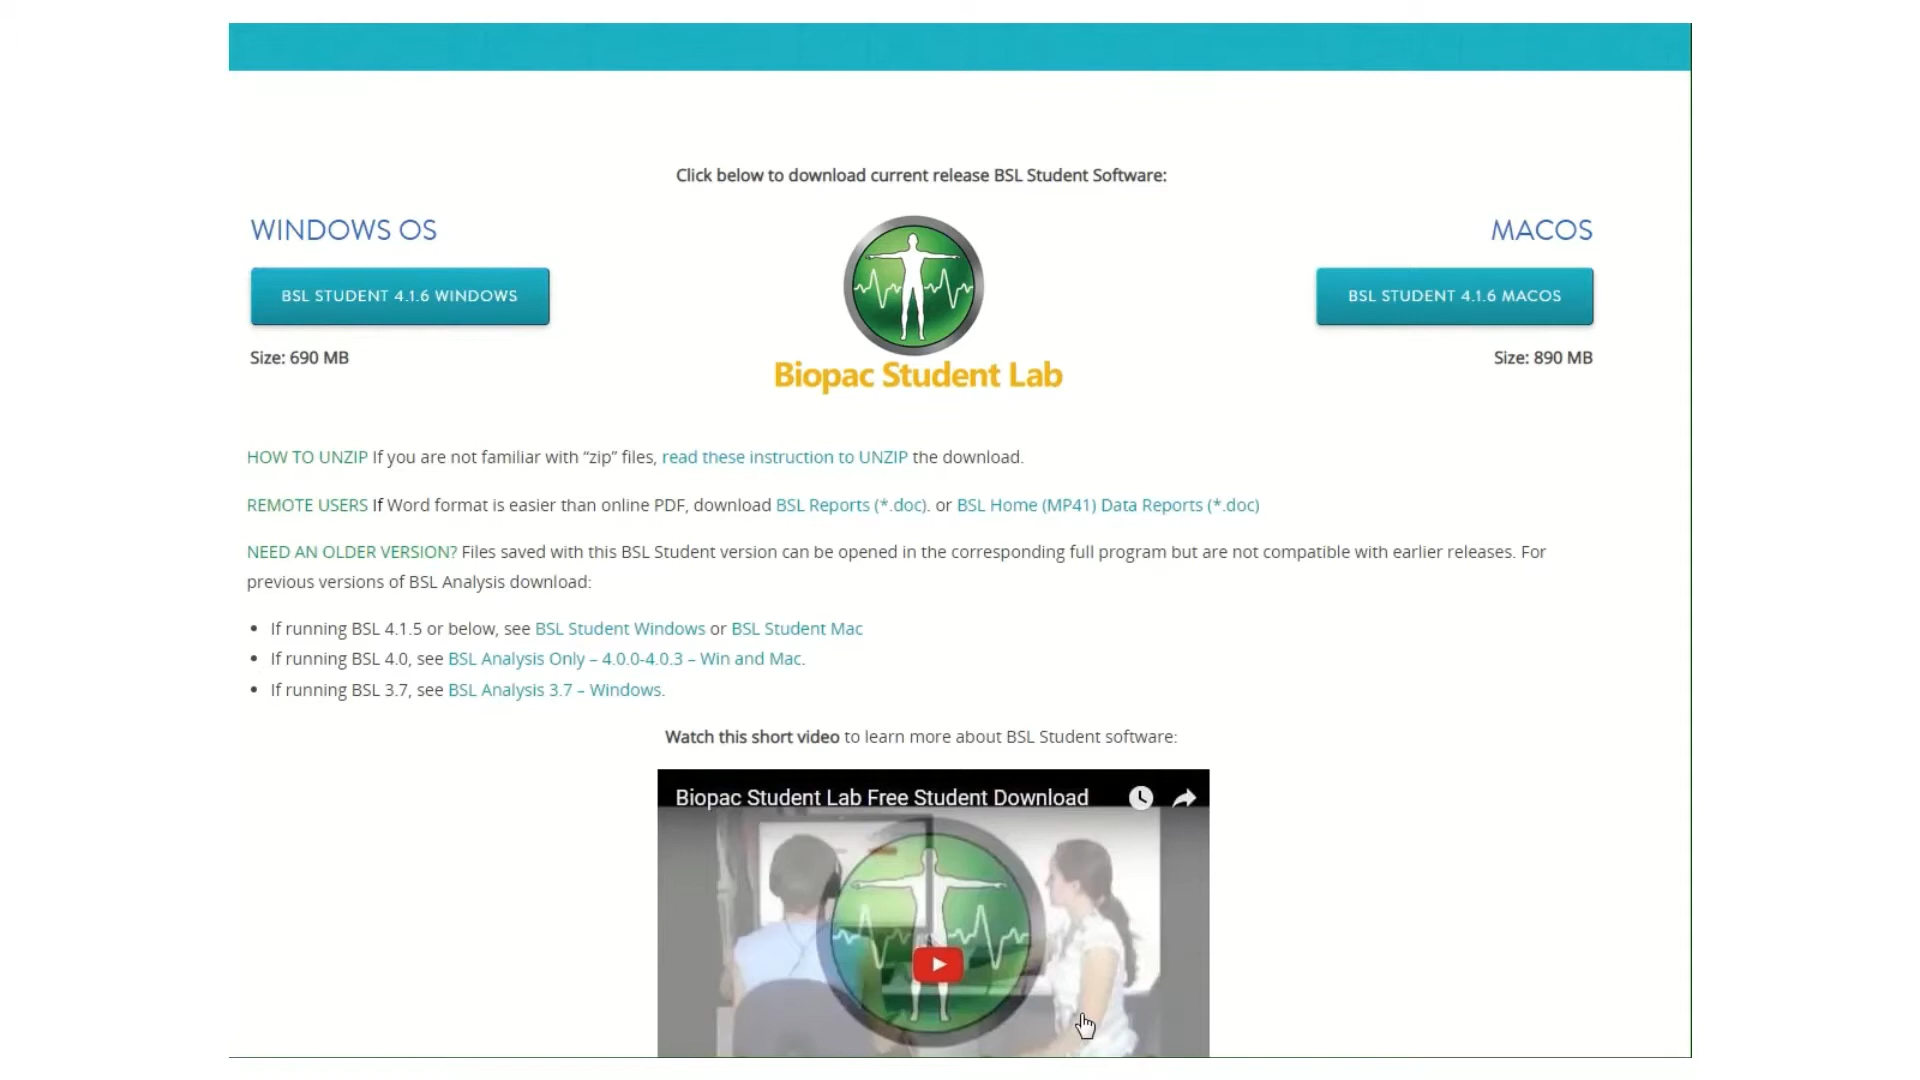 Click below to download current release BSL Student Software:
WINDOWS OS
MACOS
BSL STUDENT 4.1.6 WINDOWS
BSL STUDENT 4.1.6 MACOS
Size: 690 MB
Size: 890 MB
Biopac Student Lab
HOW TO UNZIP If you are not familiar with “zip” files, read these instruction to UNZIP the download.
REMOTE USERS If Word format is easier than online PDF, download BSL Reports (*.doc). or BSL Home (MP41) Data Reports (*.doc)
NEED AN OLDER VERSION? Files saved with this BSL Student version can be opened in the corresponding full program but are not compatible with earlier releases. For
previous versions of BSL Analysis download:
• If running BSL 4.1.5 or below, see BSL Student Windows or BSL Student Mac
• If running BSL 4.0, see BSL Analysis Only – 4.0.0-4.0.3 – Win and Mac.
• If running BSL 3.7, see BSL Analysis 3.7 – Windows.
Watch this short video to learn more about BSL Student software:
Biopac Student Lab Free Student Download